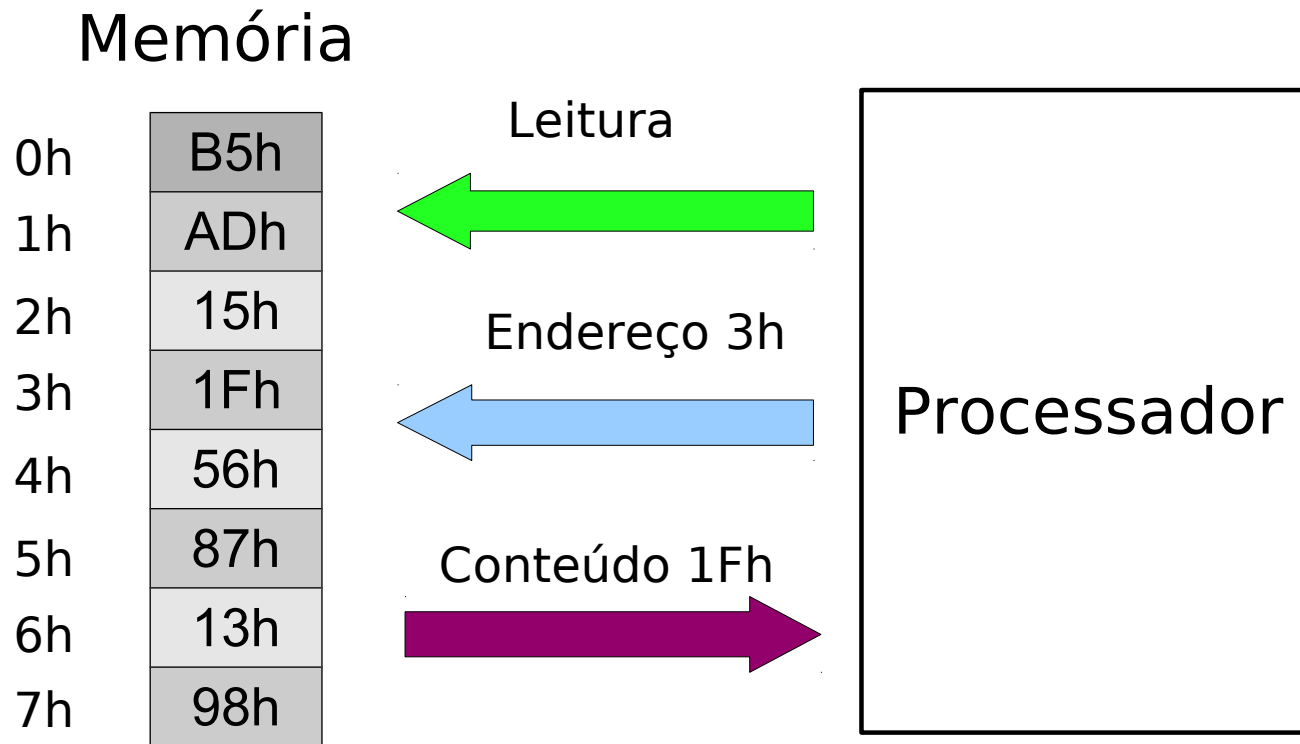 Memória
Leitura
0h B5h
1h ADh
2h 15h
Endereço 3h
3h 1Fh
Processador
4h 56h
5h 87h
Conteúdo 1Fh
6h 13h
7h 98h